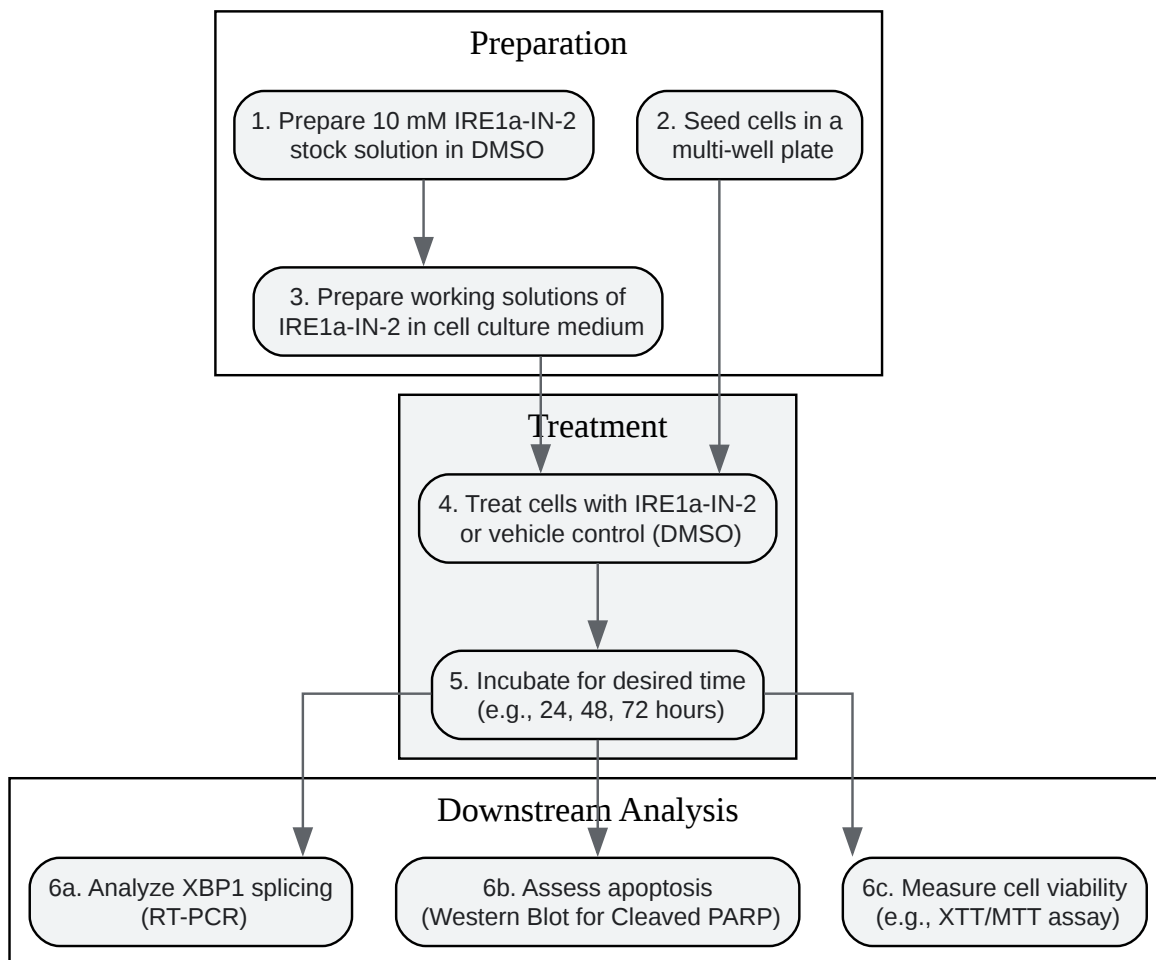 Preparation
1. Prepare 10 mM IRE1a-IN-2
stock solution in DMSO
2. Seed cells in a
multi-well plate
3. Prepare working solutions of
IRE1a-IN-2 in cell culture medium
Treatment
4. Treat cells with IRE1a-IN-2
or vehicle control (DMSO)
5. Incubate for desired time
(e.g., 24, 48, 72 hours)
Downstream Analysis
6a. Analyze XBP1 splicing
(RT-PCR)
6b. Assess apoptosis
(Western Blot for Cleaved PARP)
6c. Measure cell viability
(e.g., XTT/MTT assay)